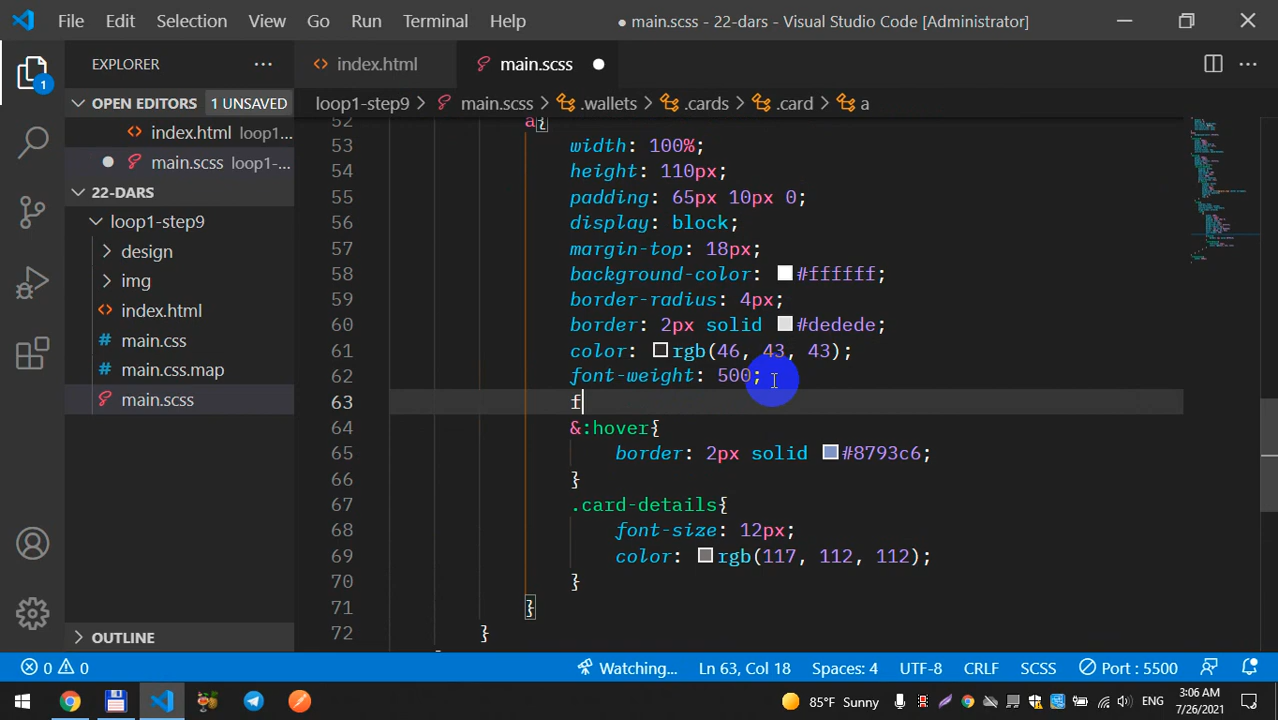 File Edit Selection View Go Run Terminal Help ● main.scss - 22-dars - Visual Studio Code [Administrator]
EXPLORER ··· index.html main.scss ●
OPEN EDITORS 1 UNSAVED
loop1-step9 > main.scss > .wallets > .cards > .card > a
index.html loop1...
● main.scss loop1-...
22-DARS
loop1-step9
design
img
index.html
main.css
main.css.map
main.scss
OUTLINE
52 a{
53 width: 100%;
54 height: 110px;
55 padding: 65px 10px 0;
56 display: block;
57 margin-top: 18px;
58 background-color: #ffffff;
59 border-radius: 4px;
60 border: 2px solid #dedede;
61 color: rgb(46, 43, 43);
62 font-weight: 500;
63 f
64 &:hover{
65 border: 2px solid #8793c6;
66 }
67 .card-details{
68 font-size: 12px;
69 color: rgb(117, 112, 112);
70 }
71 }
72 }
1
0 0 Watching... Ln 63, Col 18 Spaces: 4 UTF-8 CRLF SCSS Port : 5500
85°F Sunny ENG 3:06 AM
7/26/2021